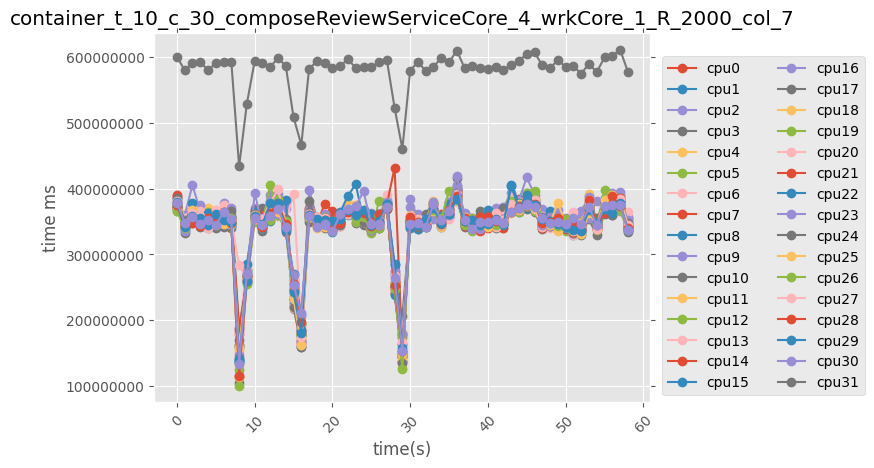 container_t_10_c_30_composeReviewServiceCore_4_wrkCore_1_R_2000_col_7
600000000
500000000
400000000
300000000
200000000
100000000
time ms
0
10
20
30
40
50
60
time(s)
cpu0
cpu1
cpu2
cpu3
cpu4
cpu5
cpu6
cpu7
cpu8
cpu9
cpu10
cpu11
cpu12
cpu13
cpu14
cpu15
cpu16
cpu17
cpu18
cpu19
cpu20
cpu21
cpu22
cpu23
cpu24
cpu25
cpu26
cpu27
cpu28
cpu29
cpu30
cpu31